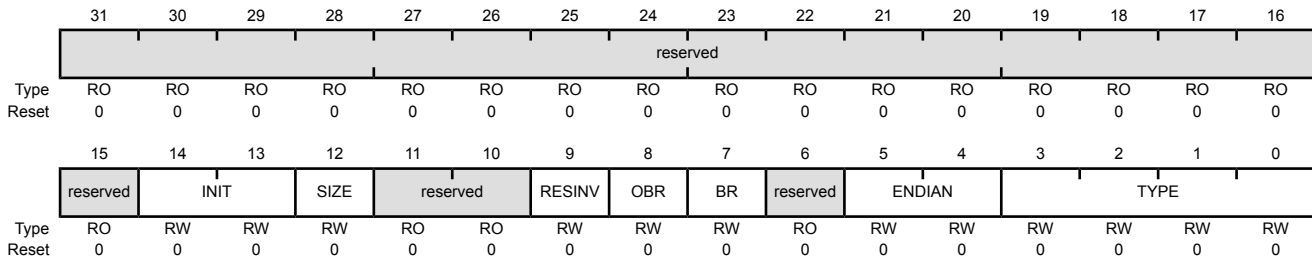 31 30 29 28 27 26 25 24 23 22 21 20 19 18 17 16
reserved
Type RO RO RO RO RO RO RO RO RO RO RO RO RO RO RO RO
Reset 0 0 0 0 0 0 0 0 0 0 0 0 0 0 0 0
15 14 13 12 11 10 9 8 7 6 5 4 3 2 1 0
reserved INIT SIZE reserved RESINV OBR BR reserved ENDIAN TYPE
Type RO RW RW RW RO RO RW RW RW RO RW RW RW RW RW RW
Reset 0 0 0 0 0 0 0 0 0 0 0 0 0 0 0 0